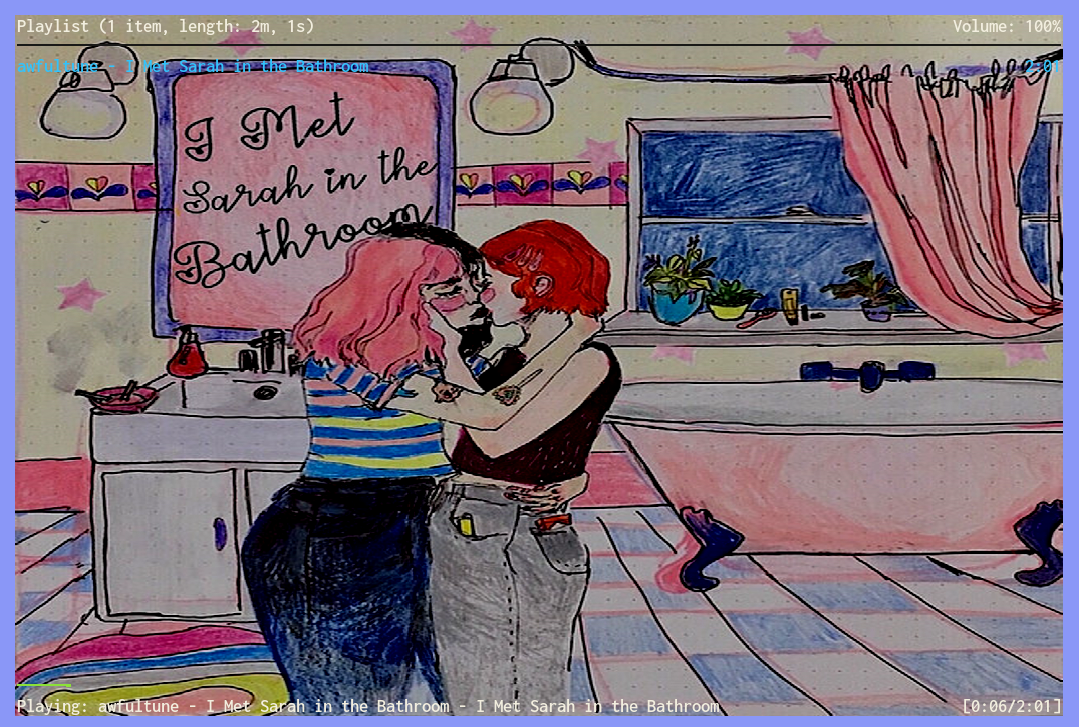 Playlist (1 item, length: 2m, 1s) Volume: 100%
awfultune - I Met Sarah in the Bathroom 2:01
I Met
Sarah in the
Bathroom
Playing: awfultune - I Met Sarah in the Bathroom - I Met Sarah in the Bathroom [0:06/2:01]